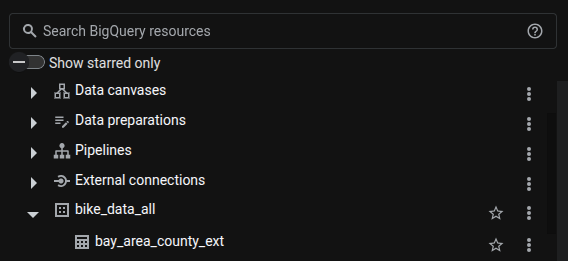 Search BigQuery resources
Show starred only
Data canvases
Data preparations
Pipelines
External connections
bike_data_all
bay_area_county_ext